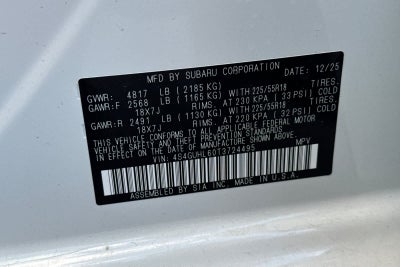 MFD BY SUBARU CORPORATION DATE: 12/25
GVWR: 4817 LB (2185 KG) TIRES.
GAWR:F 2568 LB (1165 KG) WITH 225/55R18
18X7J RIMS. AT 230 KPA (33 PSI) COLD
GAWR:R 2491 LB (1130 KG) WITH 225/55R18 TIRES.
18X7J RIMS. AT 220 KPA (32 PSI) COLD
THIS VEHICLE CONFORMS TO ALL APPLICABLE FEDERAL MOTOR
VEHICLE SAFETY AND THEFT PREVENTION STANDARDS
IN EFFECT ON THE DATE OF MANUFACTURE SHOWN ABOVE.
VIN: 4S4GUHL60T3724495 MPV
ASSEMBLED BY SIA INC. MADE IN U.S.A.